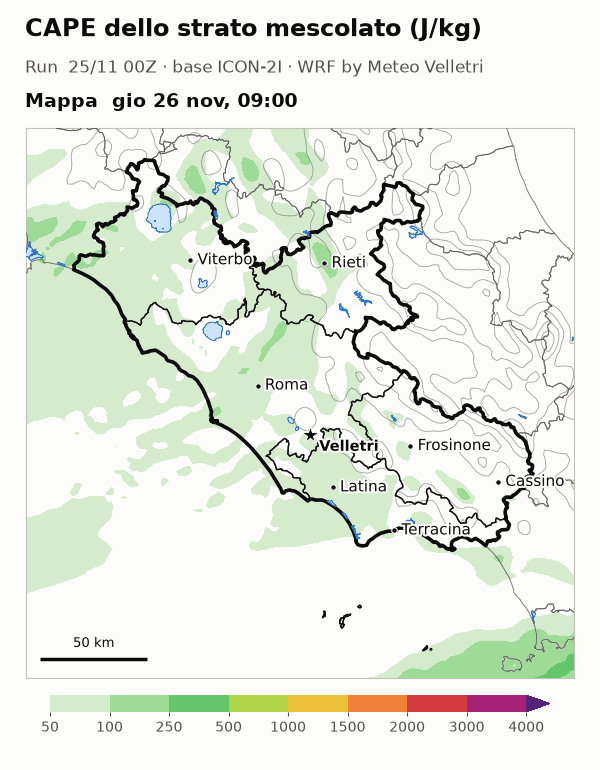 CAPE dello strato mescolato (J/kg)
Run  25/11 00Z · base ICON-2I · WRF by Meteo Velletri
Mappa  gio 26 nov, 09:00
Viterbo
Rieti
Roma
Velletri
Frosinone
Cassino
Latina
Terracina
50 km
50 100 250 500 1000 1500 2000 3000 4000